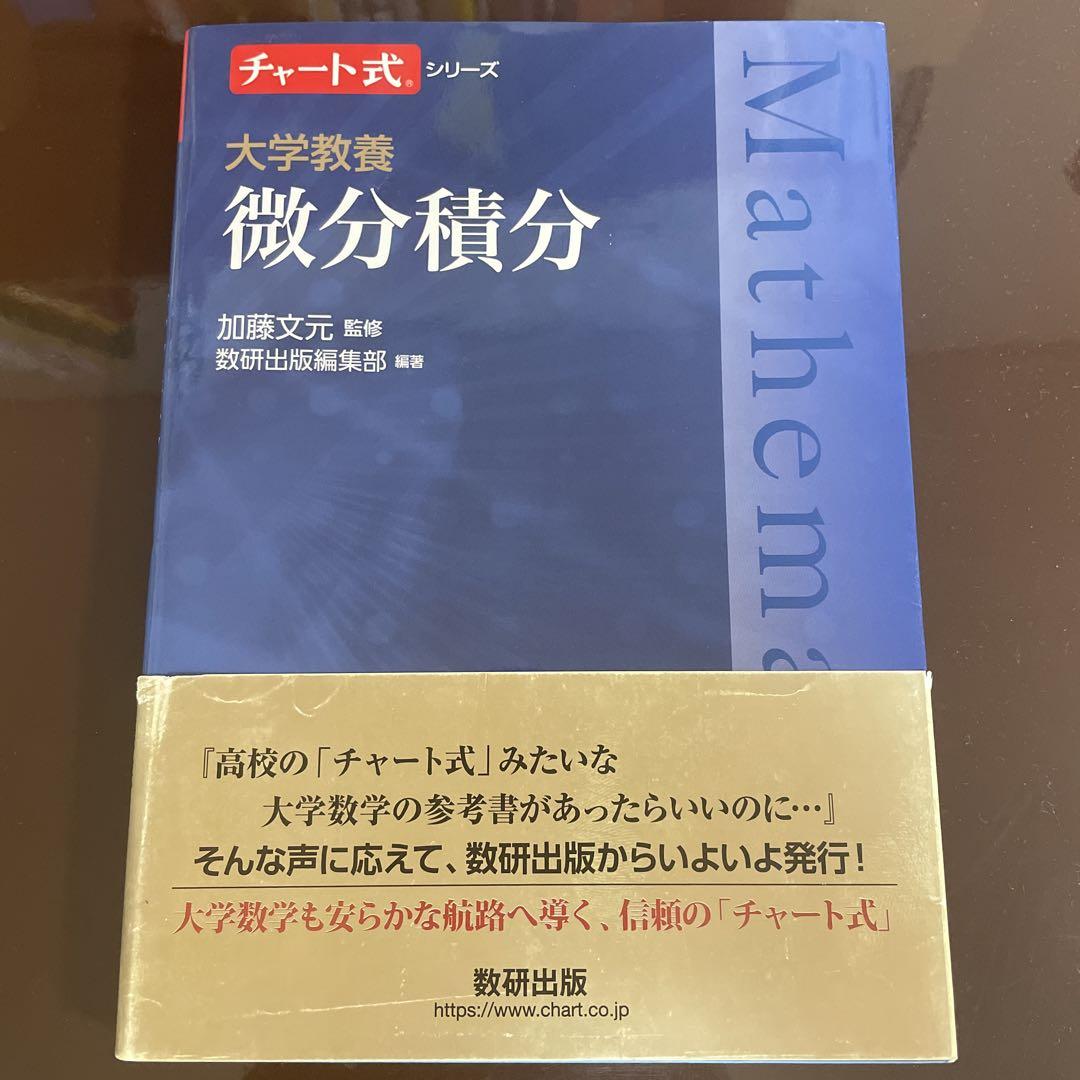 チャート式® シリーズ
大学教養
微分積分
加藤文元 監修
数研出版編集部 編著
Mathema
『高校の「チャート式」みたいな
大学数学の参考書があったらいいのに…』
そんな声に応えて、数研出版からいよいよ発行！
大学数学も安らかな航路へ導く、信頼の「チャート式」
数研出版
https://www.chart.co.jp